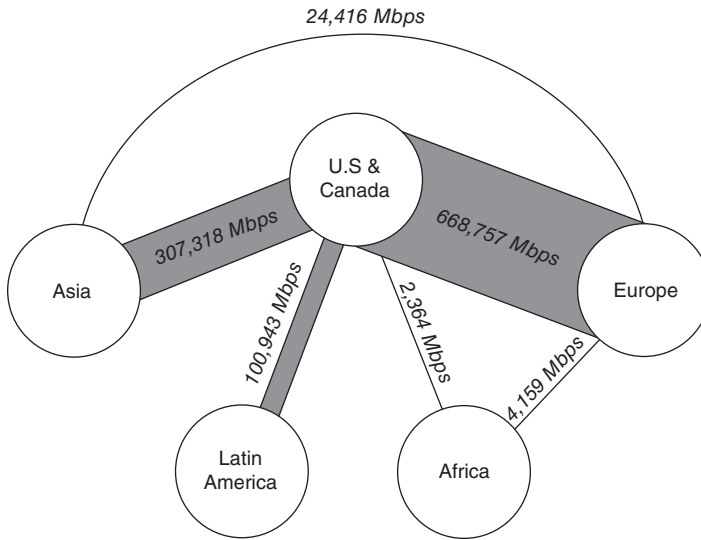 24,416 Mbps
U.S &
Canada
307,318 Mbps
668,757 Mbps
Asia
Europe
100,943 Mbps
2,364 Mbps
4,159 Mbps
Latin
America
Africa